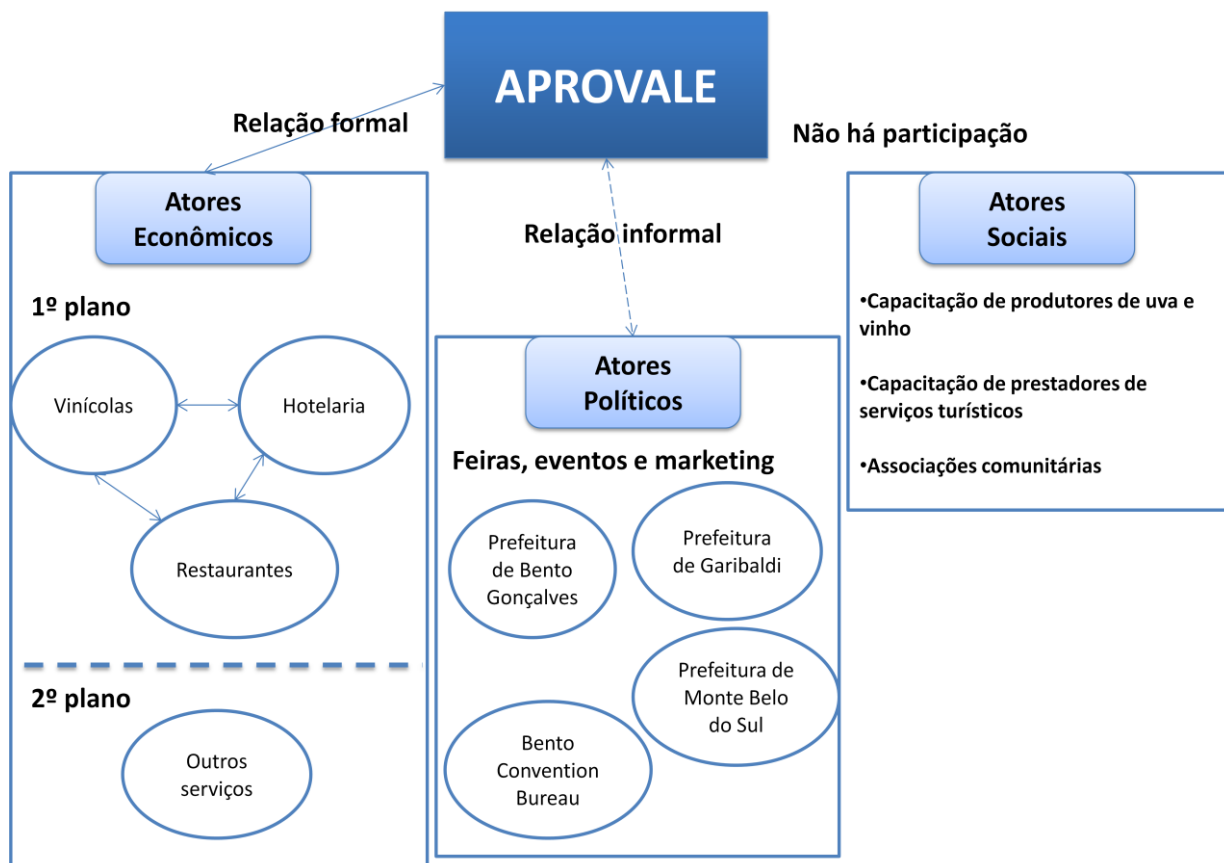 APROVALE
Relação formal
Não há participação
Atores
Econômicos
Atores
Sociais
Relação informal
1º plano
Vinícolas
Hotelaria
Restaurantes
2º plano
Outros
serviços
Atores
Políticos
Feiras, eventos e marketing
Prefeitura
de Bento
Gonçalves
Prefeitura
de Garibaldi
Prefeitura de
Monte Belo
do Sul
Bento
Convention
Bureau
•Capacitação de produtores de uva e
vinho
•Capacitação de prestadores de
serviços turísticos
•Associações comunitárias